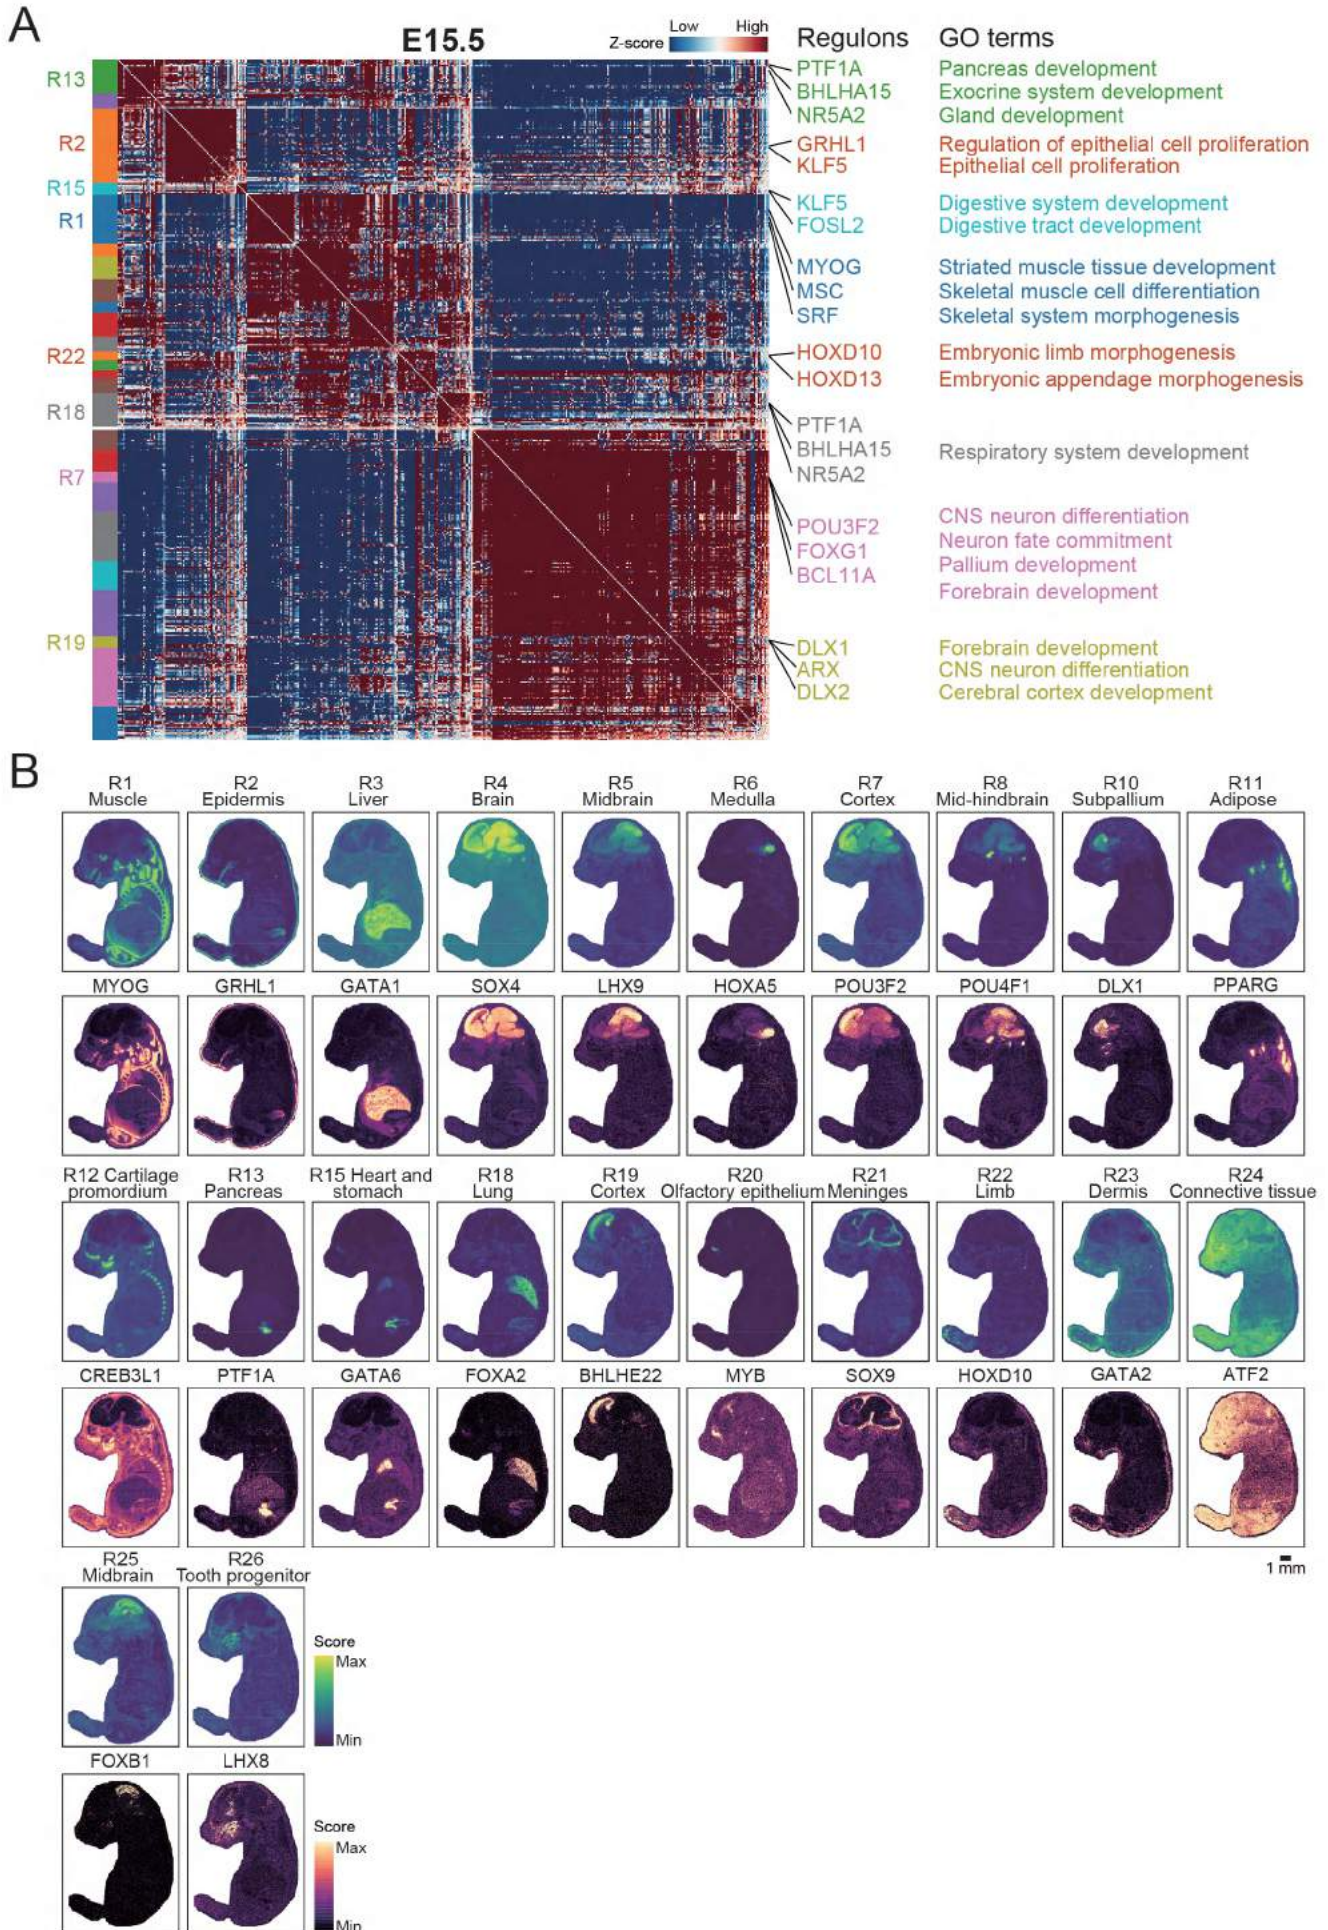 A
E15.5
Z-score Low High
Regulons GO terms
R13
R2
R15
R1
R22
R18
R7
R19
PTF1A Pancreas development
BHLHA15 Exocrine system development
NR5A2 Gland development
GRHL1 Regulation of epithelial cell proliferation
KLF5 Epithelial cell proliferation
KLF5 Digestive system development
FOSL2 Digestive tract development
MYOG Striated muscle tissue development
MSC Skeletal muscle cell differentiation
SRF Skeletal system morphogenesis
HOXD10 Embryonic limb morphogenesis
HOXD13 Embryonic appendage morphogenesis
PTF1A
BHLHA15 Respiratory system development
NR5A2
CNS neuron differentiation
POU3F2 Neuron fate commitment
FOXG1 Pallium development
BCL11A Forebrain development
DLX1 Forebrain development
ARX CNS neuron differentiation
DLX2 Cerebral cortex development
B
R1 R2 R3 R4 R5 R6 R7 R8 R10 R11
Muscle Epidermis Liver Brain Midbrain Medulla Cortex Mid-hindbrain Subpallium Adipose
MYOG GRHL1 GATA1 SOX4 LHX9 HOXA5 POU3F2 POU4F1 DLX1 PPARG
R12 Cartilage R13 R15 Heart and R18 R19 R20 R21 R22 R23 R24
promordium Pancreas stomach Lung Cortex Olfactory epithelium Meninges Limb Dermis Connective tissue
CREB3L1 PTF1A GATA6 FOXA2 BHLHE22 MYB SOX9 HOXD10 GATA2 ATF2
1 mm
R25 R26
Midbrain Tooth progenitor
Score
Max
Min
FOXB1 LHX8
Score
Max
Min